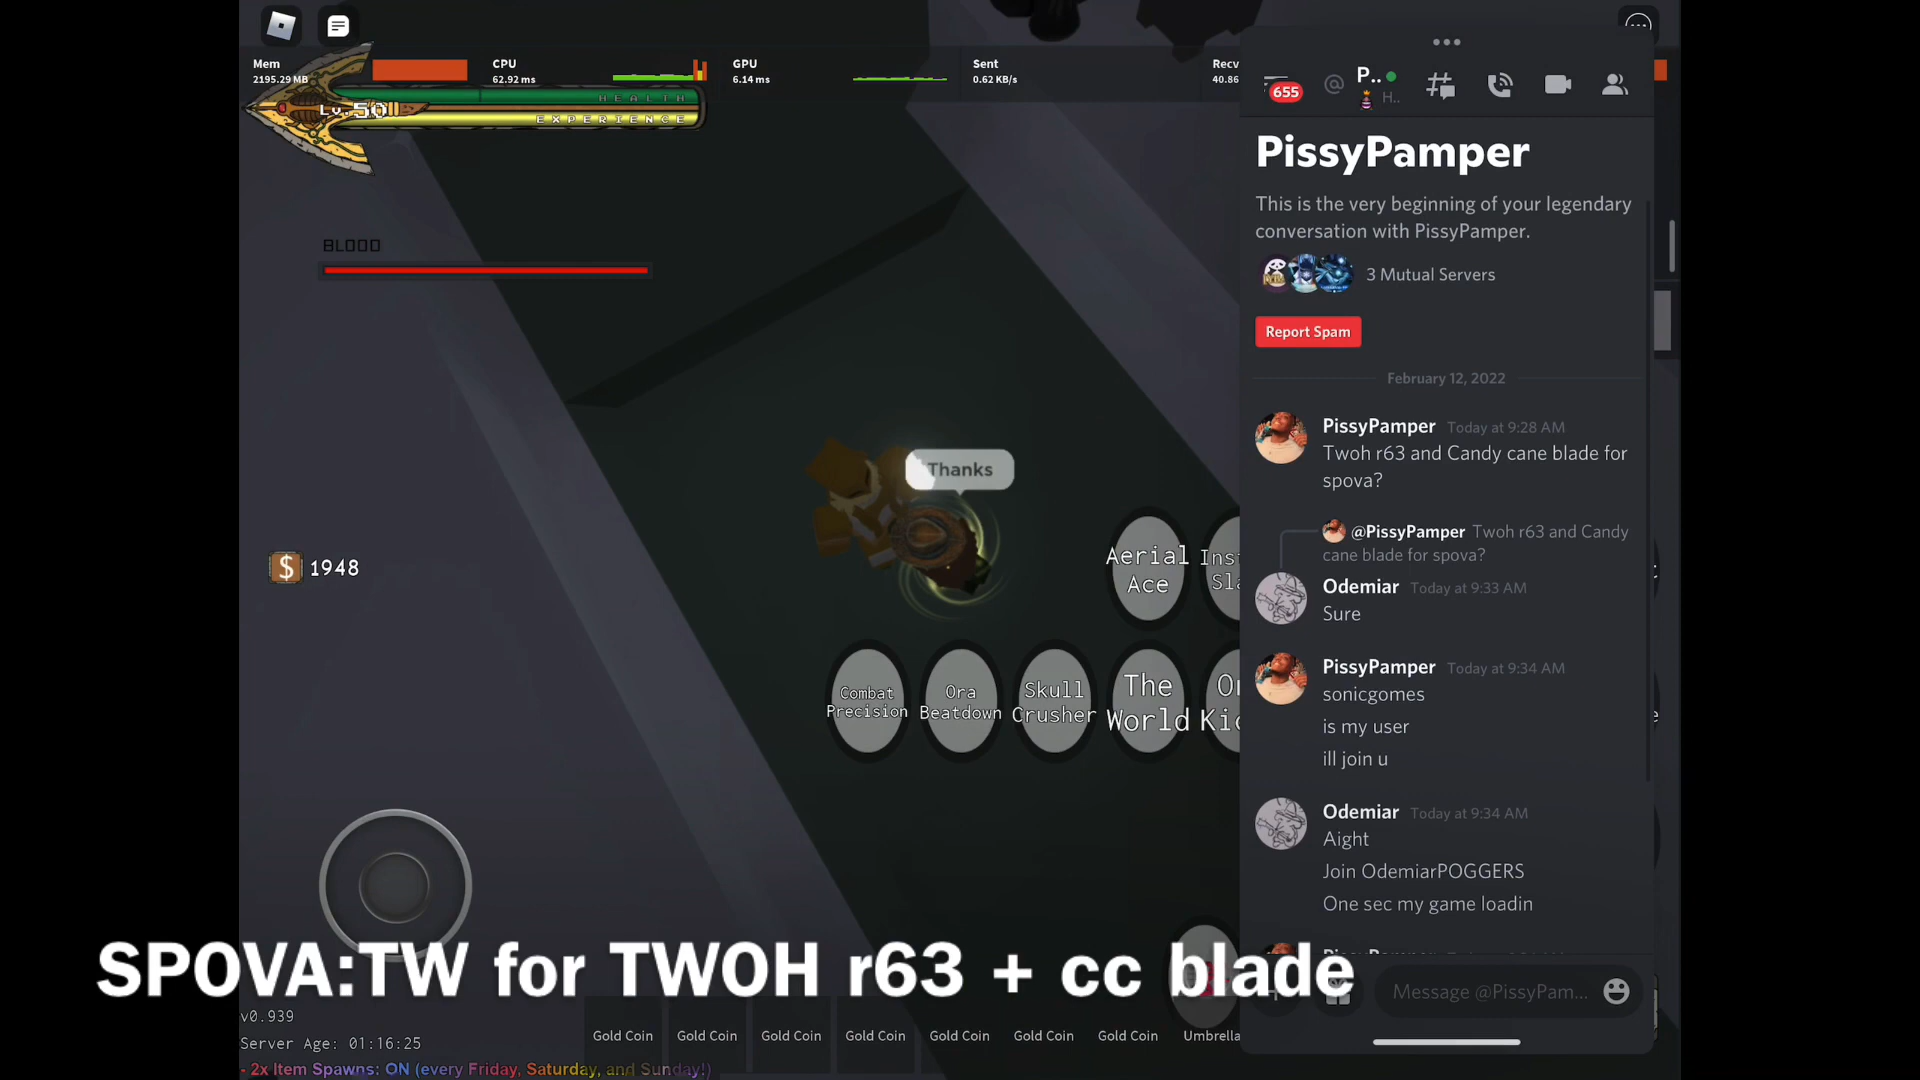 Mem
2195.29 MB
CPU
62.92 ms
GPU
6.14 ms
Sent
0.62 KB/s
Recv
40.86
Lv.50
HEALTH
EXPERIENCE
BLOOD
$ 1948
Thanks
Aerial
Ace
Combat
Precision
Ora
Beatdown
Skull
Crusher
The
World
655
@ P..
H..
PissyPamper
This is the very beginning of your legendary
conversation with PissyPamper.
3 Mutual Servers
Report Spam
February 12, 2022
PissyPamper Today at 9:28 AM
Twoh r63 and Candy cane blade for
spova?
@PissyPamper Twoh r63 and Candy
cane blade for spova?
Odemiar Today at 9:33 AM
Sure
PissyPamper Today at 9:34 AM
sonicgomes
is my user
ill join u
Odemiar Today at 9:34 AM
Aight
Join OdemiarPOGGERS
One sec my game loadin
Message @PissyPam...
SPOVA:TW for TWOH r63 + cc blade
v0.939
Server Age: 01:16:25
- 2x Item Spawns: ON (every Friday, Saturday, and Sunday!)
Gold Coin
Gold Coin
Gold Coin
Gold Coin
Gold Coin
Gold Coin
Gold Coin
Umbrella